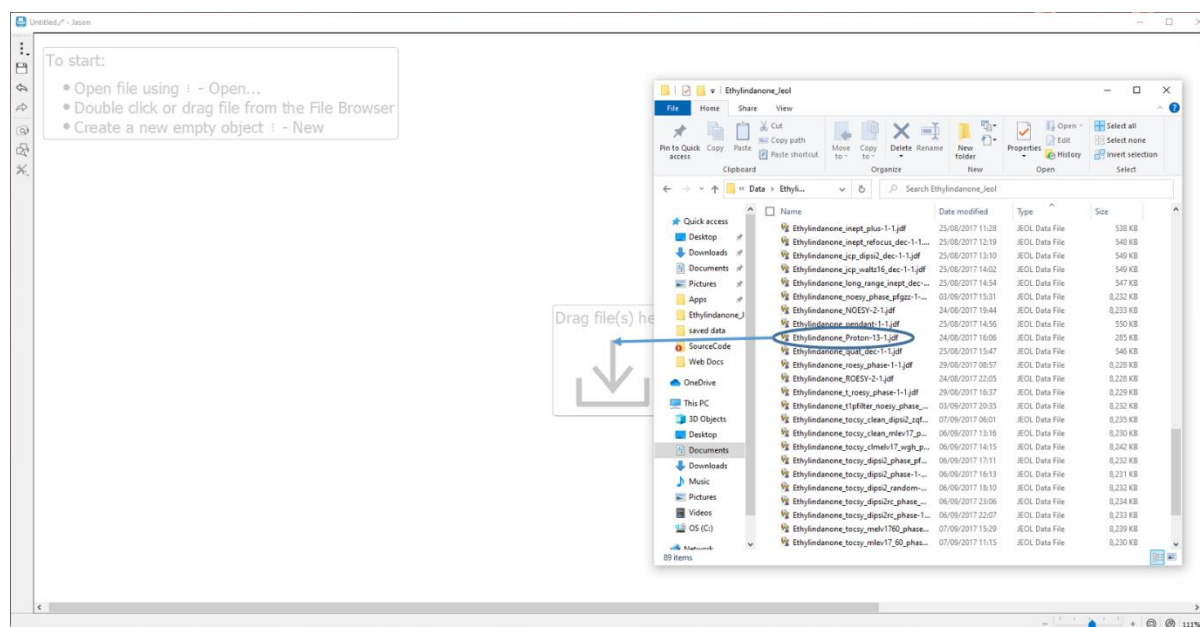 Untitled - Jason
To start:
Open file using ⋮ - Open...
Double click or drag file from the File Browser
Create a new empty object ⋮ - New
Drag file(s) he
Ethylindanone_Jeol
File Home Share View
Pin to Quick access
Copy
Paste
Cut
Copy path
Paste shortcut
Move to
Copy to
Delete
Rename
New folder
Properties
Open
Edit
History
Select all
Select none
Invert selection
Clipboard Organize New Open Select
« Data > Ethyli...
Search Ethylindanone_Jeol
Quick access
Desktop
Downloads
Documents
Pictures
Apps
Ethylindanone_J
saved data
SourceCode
Web Docs
OneDrive
This PC
3D Objects
Desktop
Documents
Downloads
Music
Pictures
Videos
OS (C:)
Network
Name Date modified Type Size
Ethylindanone_inept_plus-1-1.jdf 25/08/2017 11:28 JEOL Data File 538 KB
Ethylindanone_inept_refocus_dec-1-1.... 25/08/2017 12:19 JEOL Data File 548 KB
Ethylindanone_jcp_dipsi2_dec-1-1.jdf 25/08/2017 13:10 JEOL Data File 549 KB
Ethylindanone_jcp_waltz16_dec-1-1.jdf 25/08/2017 14:02 JEOL Data File 549 KB
Ethylindanone_long_range_inept_dec-... 25/08/2017 14:54 JEOL Data File 547 KB
Ethylindanone_noesy_phase_pfgzz-1-... 03/09/2017 15:31 JEOL Data File 8,232 KB
Ethylindanone_NOESY-2-1.jdf 24/08/2017 19:44 JEOL Data File 8,233 KB
Ethylindanone_pendant-1-1.jdf 25/08/2017 14:56 JEOL Data File 550 KB
Ethylindanone_Proton-13-1.jdf 24/08/2017 16:06 JEOL Data File 285 KB
Ethylindanone_quat_dec-1-1.jdf 25/08/2017 15:47 JEOL Data File 546 KB
Ethylindanone_roesy_phase-1-1.jdf 29/08/2017 08:57 JEOL Data File 8,228 KB
Ethylindanone_ROESY-2-1.jdf 24/08/2017 22:05 JEOL Data File 8,228 KB
Ethylindanone_t_roesy_phase-1-1.jdf 29/08/2017 16:37 JEOL Data File 8,229 KB
Ethylindanone_t1pfilter_noesy_phase_... 03/09/2017 20:35 JEOL Data File 8,232 KB
Ethylindanone_tocsy_clean_dipsi2_zqf... 07/09/2017 06:01 JEOL Data File 8,235 KB
Ethylindanone_tocsy_clean_mlev17_p... 06/09/2017 13:16 JEOL Data File 8,230 KB
Ethylindanone_tocsy_clmelv17_wgh_p... 06/09/2017 14:15 JEOL Data File 8,242 KB
Ethylindanone_tocsy_dipsi2_phase_pf... 06/09/2017 17:11 JEOL Data File 8,232 KB
Ethylindanone_tocsy_dipsi2_phase-1-... 06/09/2017 16:13 JEOL Data File 8,231 KB
Ethylindanone_tocsy_dipsi2_random-... 06/09/2017 18:10 JEOL Data File 8,232 KB
Ethylindanone_tocsy_dipsi2rc_phase_... 06/09/2017 23:06 JEOL Data File 8,234 KB
Ethylindanone_tocsy_dipsi2rc_phase-1... 06/09/2017 22:07 JEOL Data File 8,233 KB
Ethylindanone_tocsy_melv1760_phase... 07/09/2017 15:29 JEOL Data File 8,239 KB
Ethylindanone_tocsy_mlev17_60_phas... 07/09/2017 11:15 JEOL Data File 8,230 KB
89 items
111%